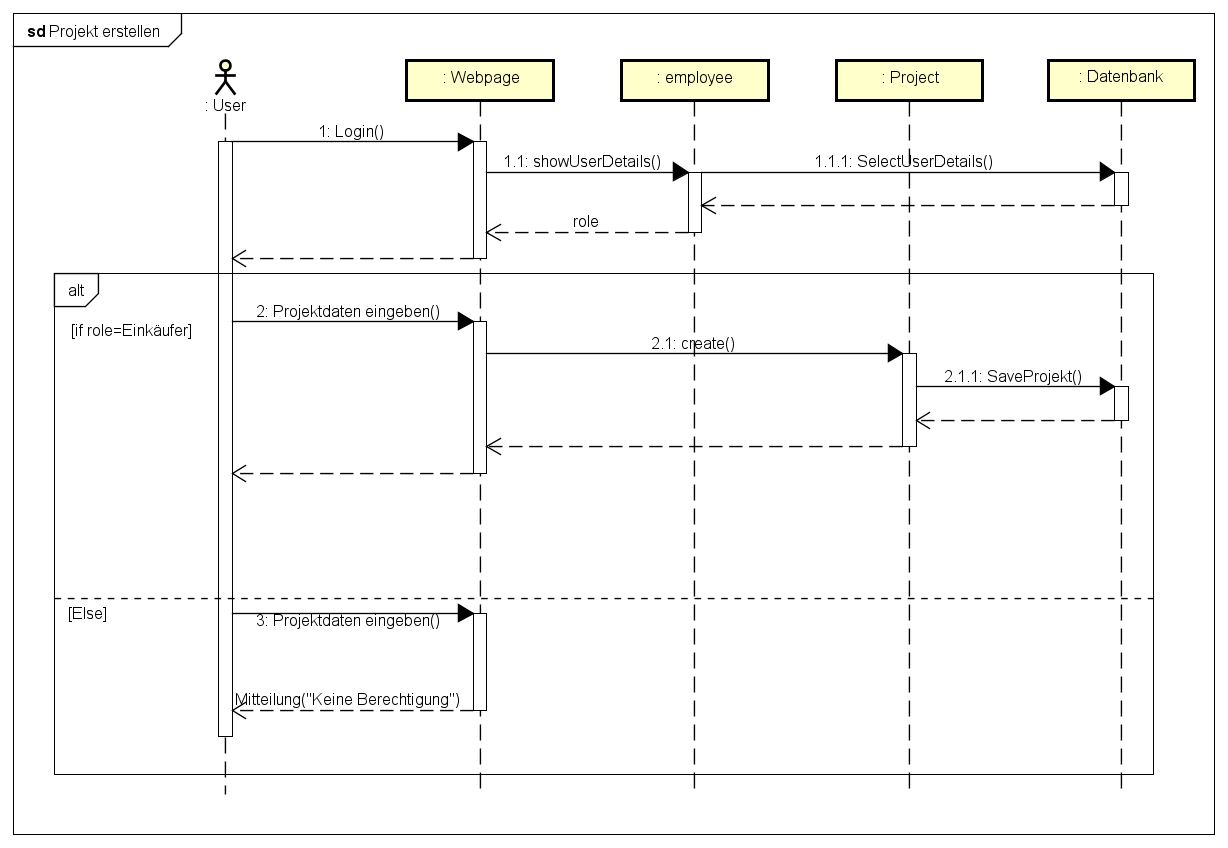 sd Projekt erstellen
: User
: Webpage
: employee
: Project
: Datenbank
1: Login()
1.1: showUserDetails()
1.1.1: SelectUserDetails()
role
alt
[if role=Einkäufer]
2: Projektdaten eingeben()
2.1: create()
2.1.1: SaveProjekt()
[Else]
3: Projektdaten eingeben()
Mitteilung("Keine Berechtigung")